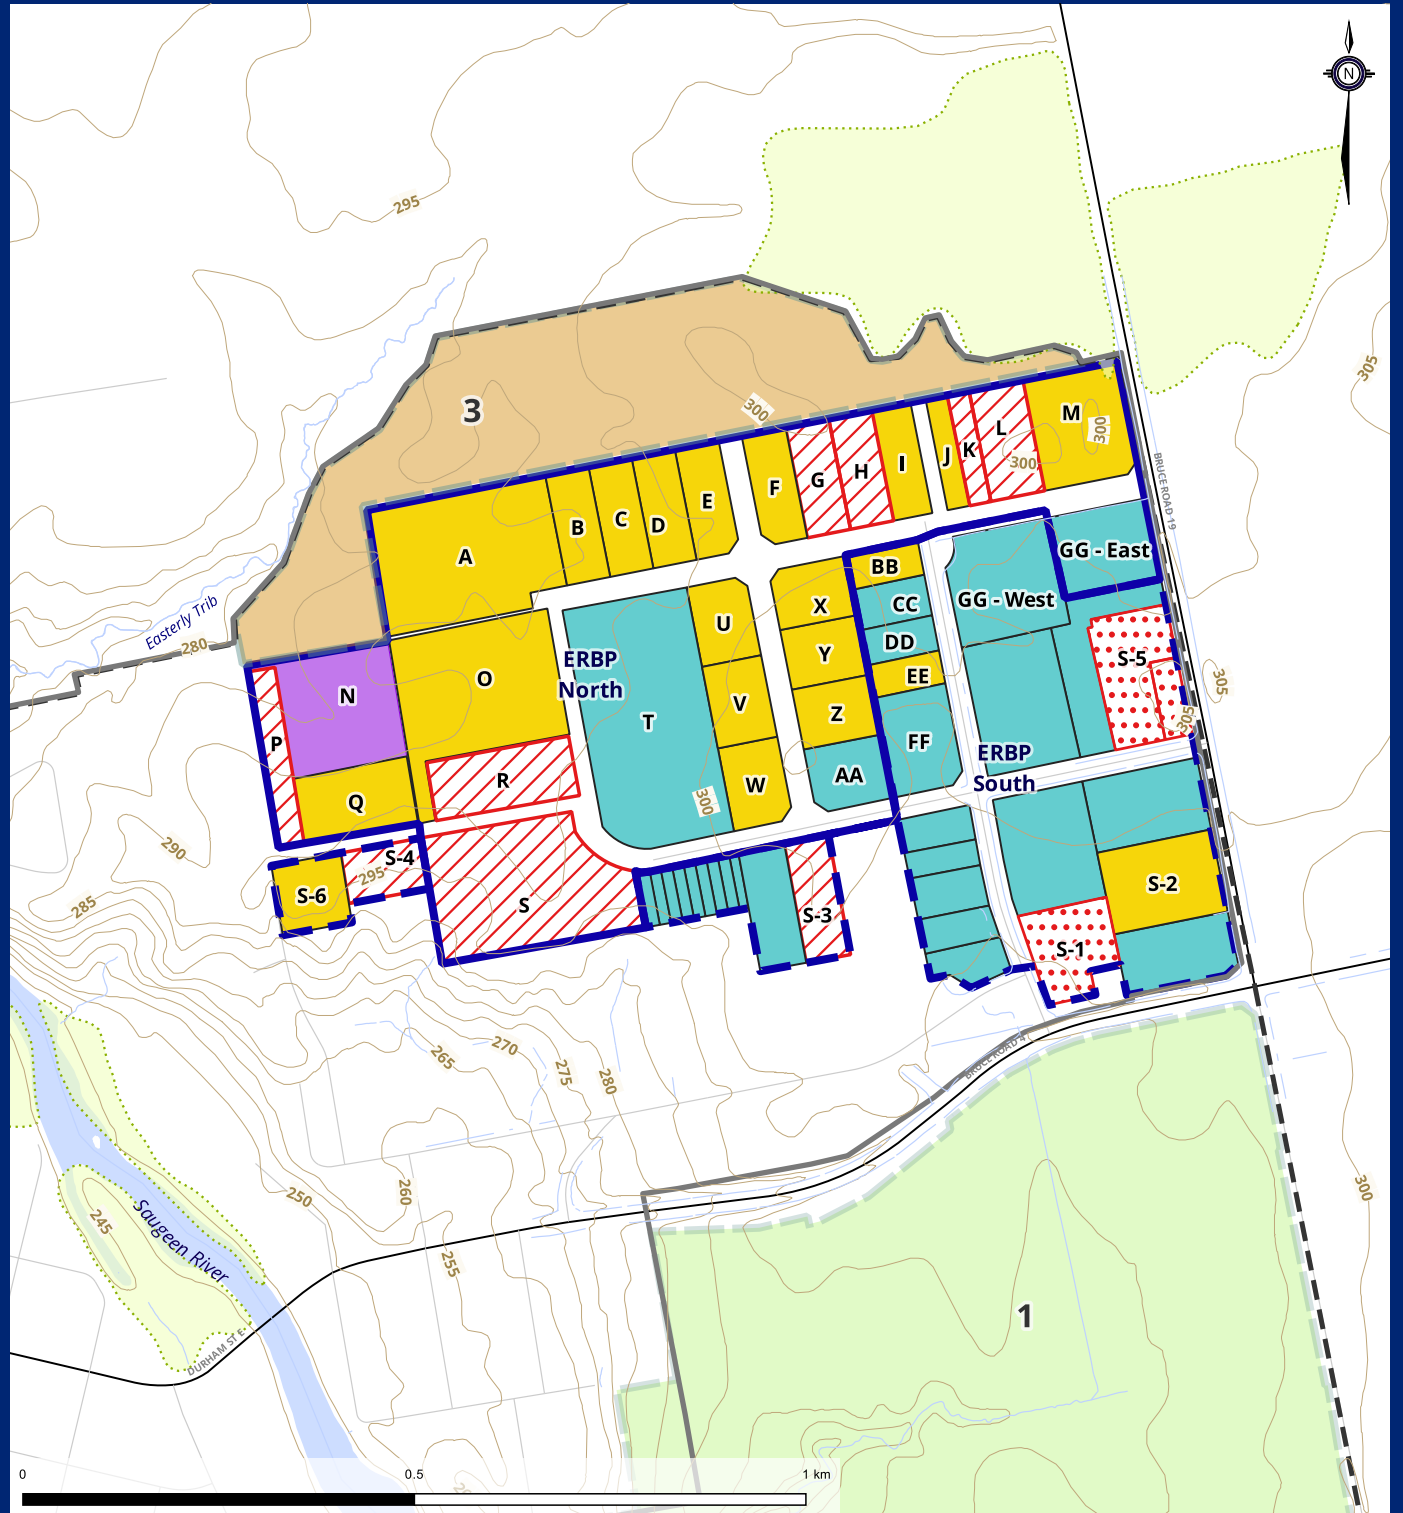 N
295
305
3
300
M
300
L
K
300
J
I
H
G
F
E
D
C
B
A
BRUCE ROAD 19
GG - East
BB
GG - West
CC
X
DD
U
Y
EE
Easterly Trib
280
S-5
ERBP
North
O
N
305
V
Z
T
305
P
FF
AA
ERBP
South
R
W
Q
300
290
S-4
295
S-6
S-2
285
S
S-3
S-1
265
270
275
280
BRUCE ROAD 4
250
260
300
245
Saugeen River
255
1
DURHAM ST E
0
0.5
1 km